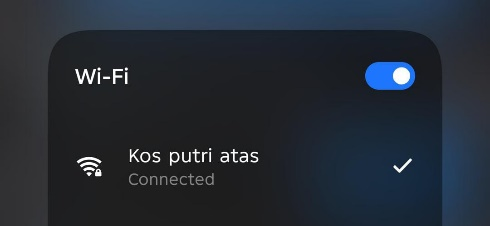 Wi-Fi
Kos putri atas
Connected